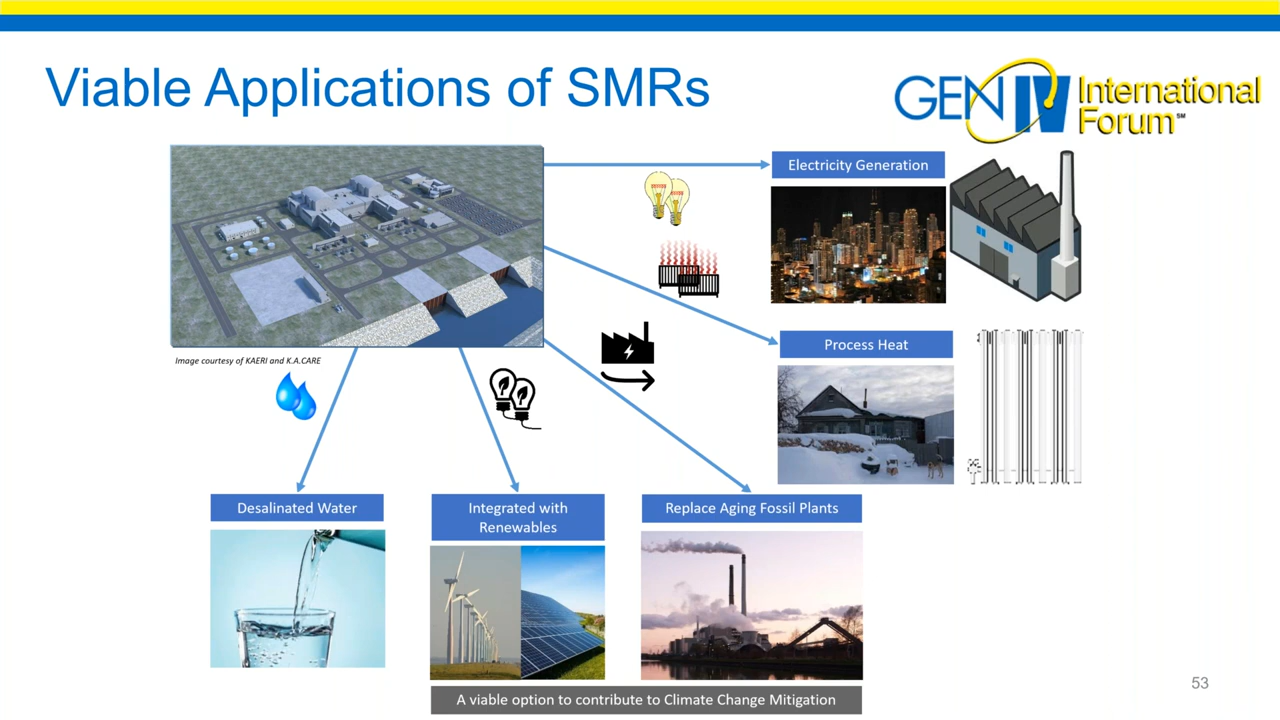 Viable Applications of SMRs
GEN IV International Forum SM
Electricity Generation
Image courtesy of KAERI and K.A.CARE
Process Heat
Desalinated Water
Integrated with
Renewables
Replace Aging Fossil Plants
A viable option to contribute to Climate Change Mitigation
53